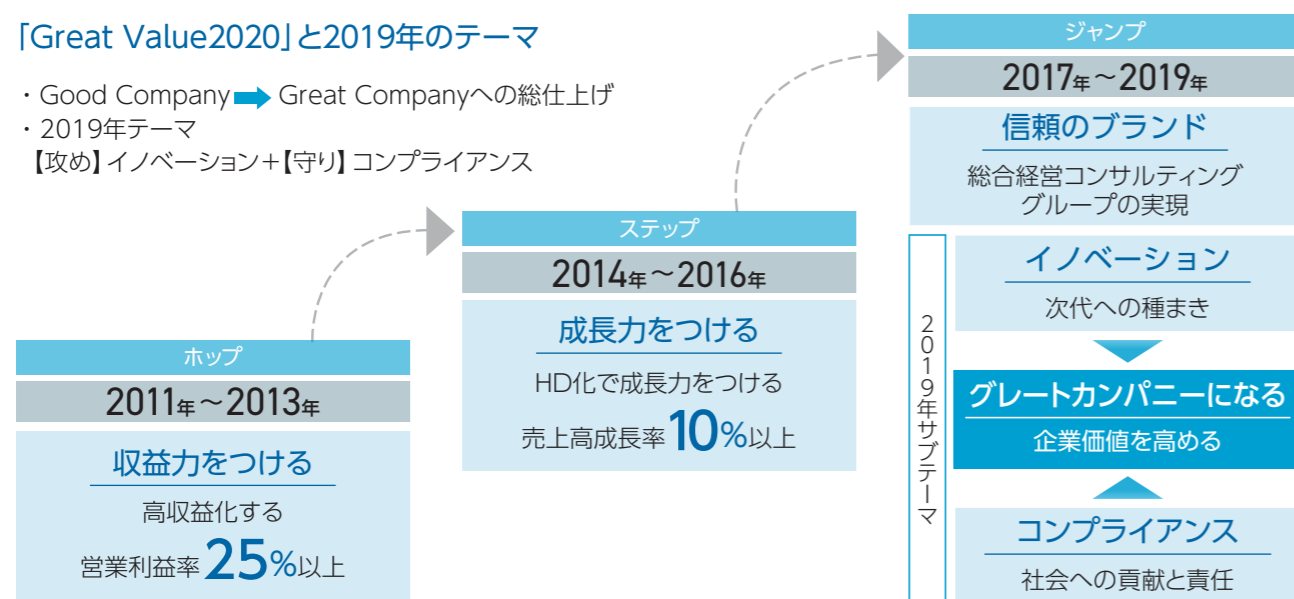 「Great Value2020」と2019年のテーマ
・Good Company➡Great Companyへの総仕上げ
・2019年テーマ
【攻め】イノベーション＋【守り】コンプライアンス
ホップ
2011年〜2013年
収益力をつける
高収益化する
営業利益率25%以上
ステップ
2014年〜2016年
成長力をつける
HD化で成長力をつける
売上高成長率10%以上
ジャンプ
2017年〜2019年
信頼のブランド
総合経営コンサルティング
グループの実現
2019年サブテーマ
イノベーション
次代への種まき
グレートカンパニーになる
企業価値を高める
コンプライアンス
社会への貢献と責任